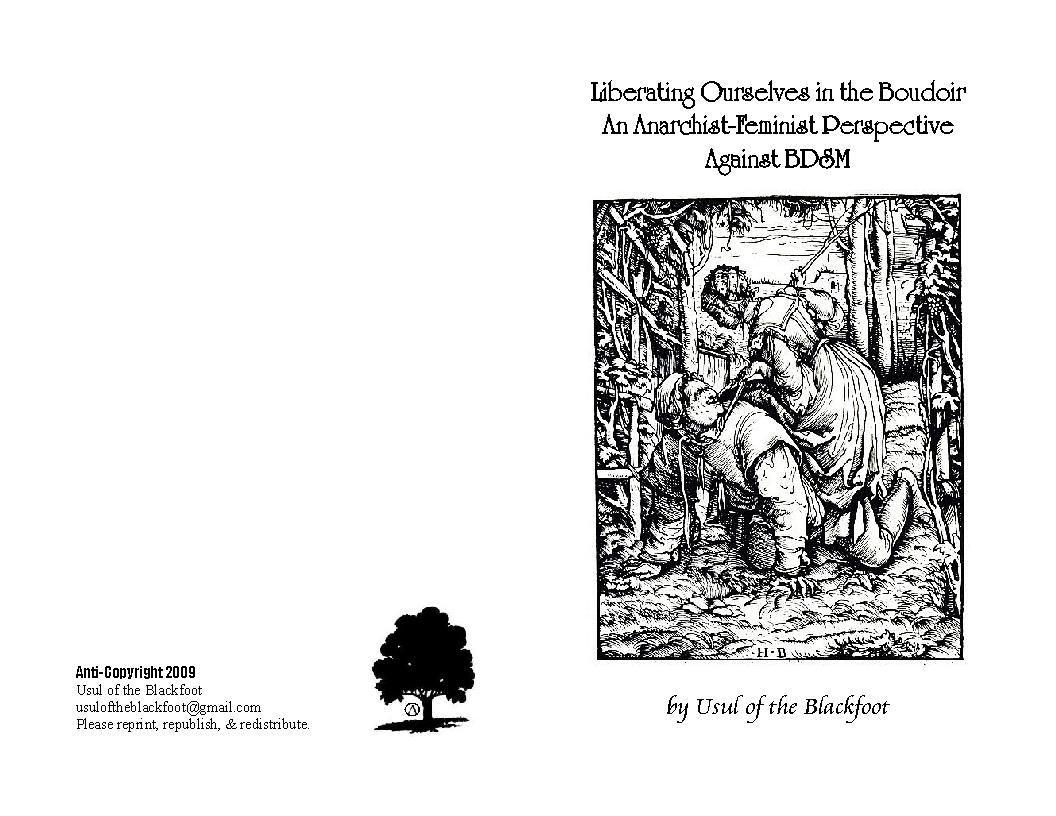 Liberating Ourselves in the Boudoir
An Anarchist-Feminist Perspective
Against BDSM
·H·B
by Usul of the Blackfoot
Anti-Copyright 2009
Usul of the Blackfoot
usuloftheblackfoot@gmail.com
Please reprint, republish, & redistribute.